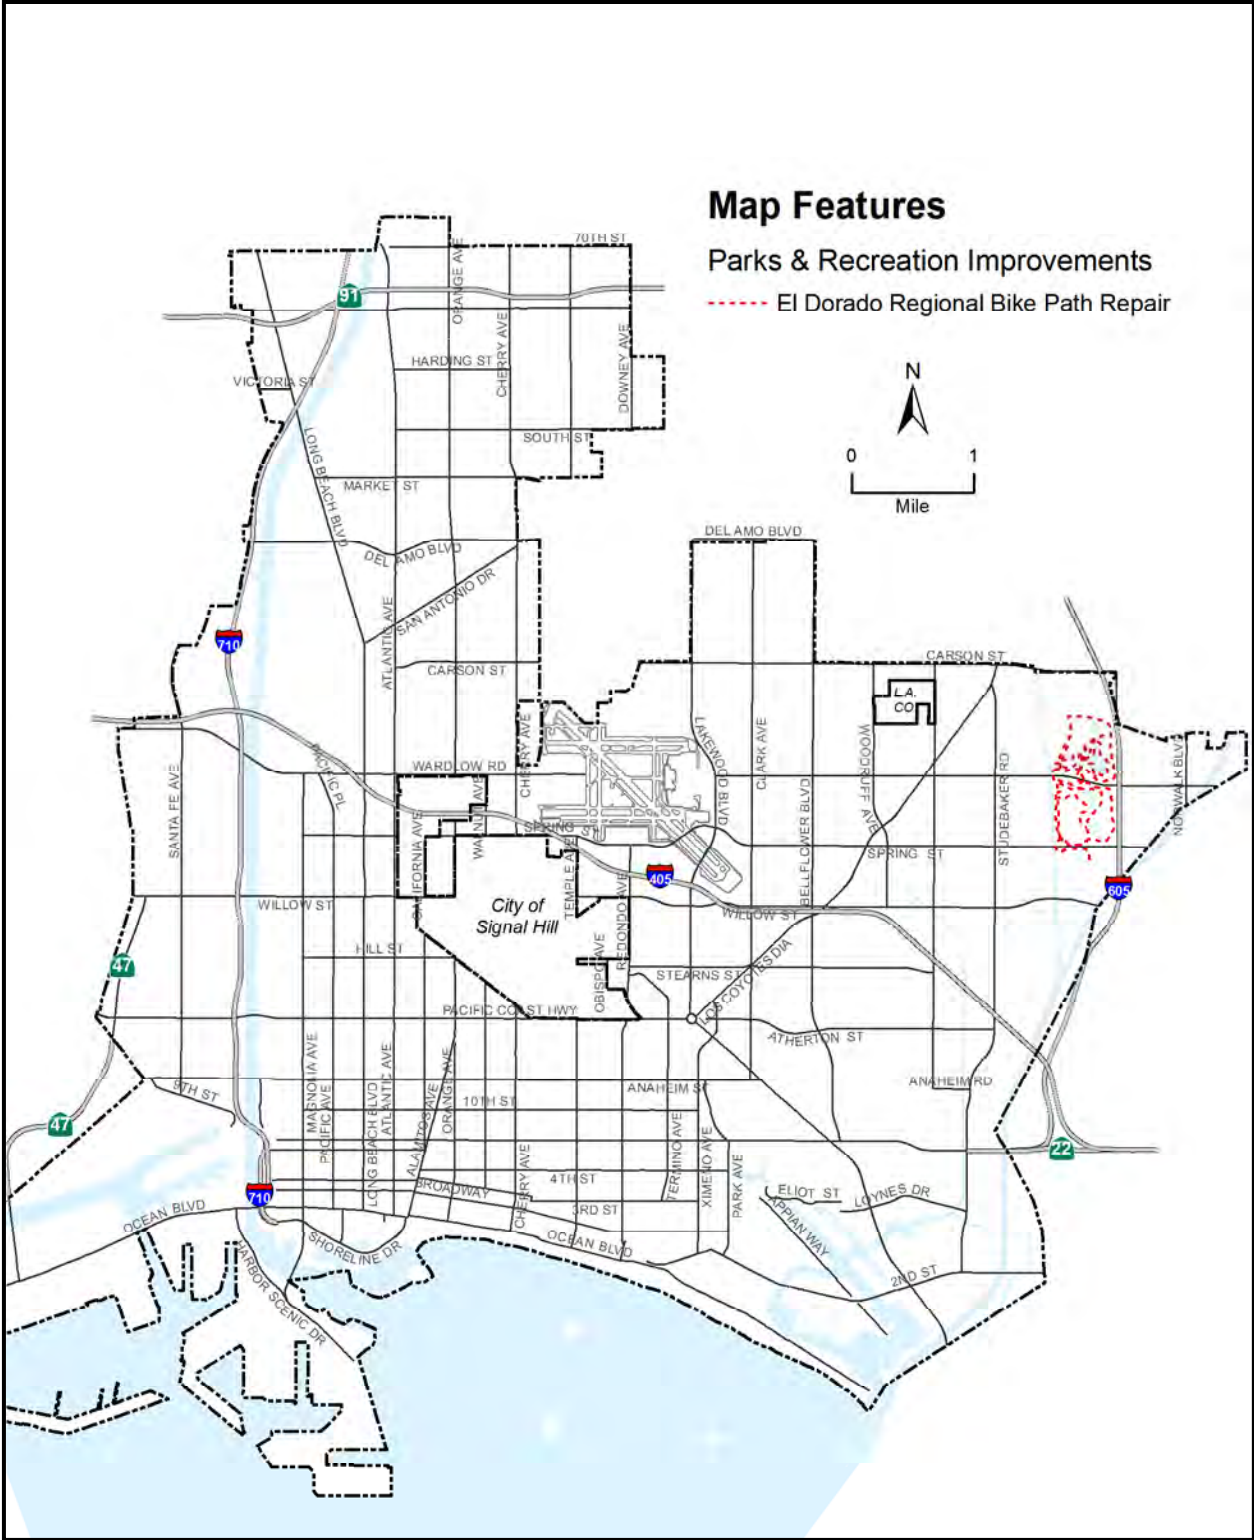 Map Features
Parks & Recreation Improvements
El Dorado Regional Bike Path Repair
N
0 1
Mile
70TH ST
91
ORANGE AVE
CHERRY AVE
DOWNEY AVE
HARDING ST
VICTORIA ST
SOUTH ST
LONG BEACH BLVD
MARKET ST
DEL AMO BLVD
DEL AMO BLVD
SAN ANTONIO DR
ATLANTIC AVE
710
CARSON ST
CARSON ST
L.A.
CO
LAKEWOOD BLVD
CLARK AVE
WOODRUFF AVE
STUDEBAKER RD
NORWALK BLVD
PACIFIC PL
WARDLOW RD
CHERRY AVE
SANTA FE AVE
WALNUT AVE
CALIFORNIA AVE
SPRING ST
TEMPLE AVE
BELLFLOWER BLVD
SPRING ST
405
605
WILLOW ST
City of
Signal Hill
REDONDO AVE
WILLOW ST
HILL ST
OBISPO AVE
STEARNS ST
LOS COYOTES DIA
47
PACIFIC COAST HWY
ATHERTON ST
MAGNOLIA AVE
PACIFIC AVE
LONG BEACH BLVD
ATLANTIC AVE
ALAMITOS AVE
ORANGE AVE
9TH ST
ANAHEIM ST
ANAHEIM RD
10TH ST
47
22
CHERRY AVE
TERMINO AVE
XIMENO AVE
PARK AVE
4TH ST
710
BROADWAY
ELIOT ST
LOYNES DR
3RD ST
OCEAN BLVD
APPIAN WAY
SHORELINE DR
OCEAN BLVD
HARBOR SCENIC DR
2ND ST